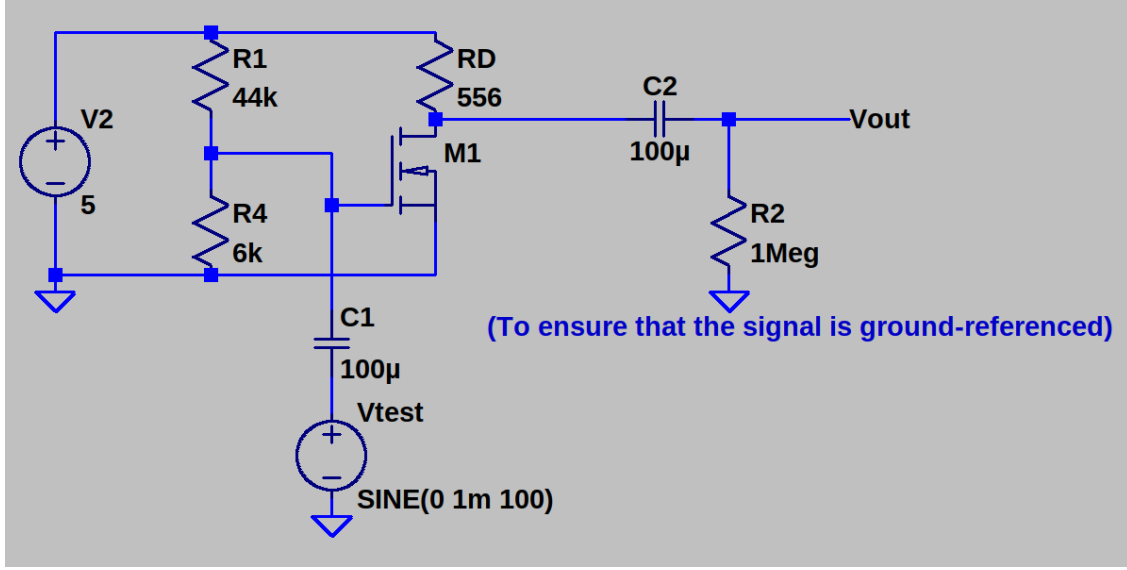 R1
44k
RD
556
C2
100µ
Vout
V2
5
M1
R4
6k
R2
1Meg
C1
100µ
(To ensure that the signal is ground-referenced)
Vtest
SINE(0 1m 100)